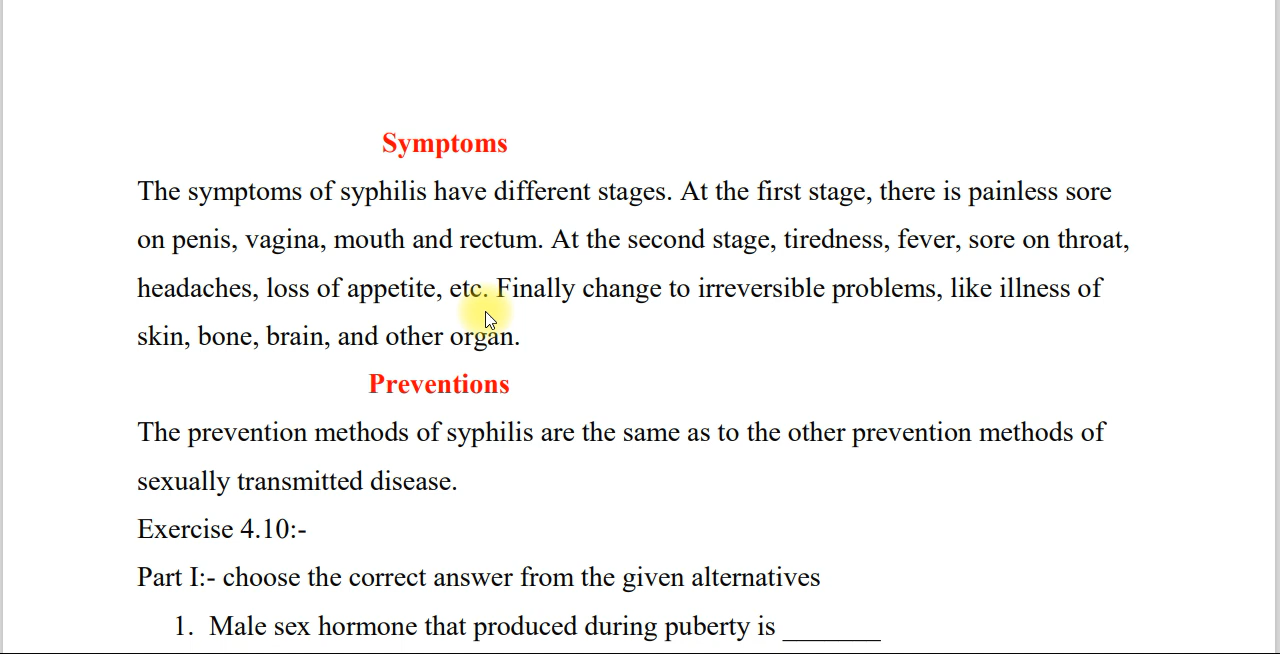 Symptoms
The symptoms of syphilis have different stages. At the first stage, there is painless sore
on penis, vagina, mouth and rectum. At the second stage, tiredness, fever, sore on throat,
headaches, loss of appetite, etc. Finally change to irreversible problems, like illness of
skin, bone, brain, and other organ.
Preventions
The prevention methods of syphilis are the same as to the other prevention methods of
sexually transmitted disease.
Exercise 4.10:-
Part I:- choose the correct answer from the given alternatives
1. Male sex hormone that produced during puberty is _______